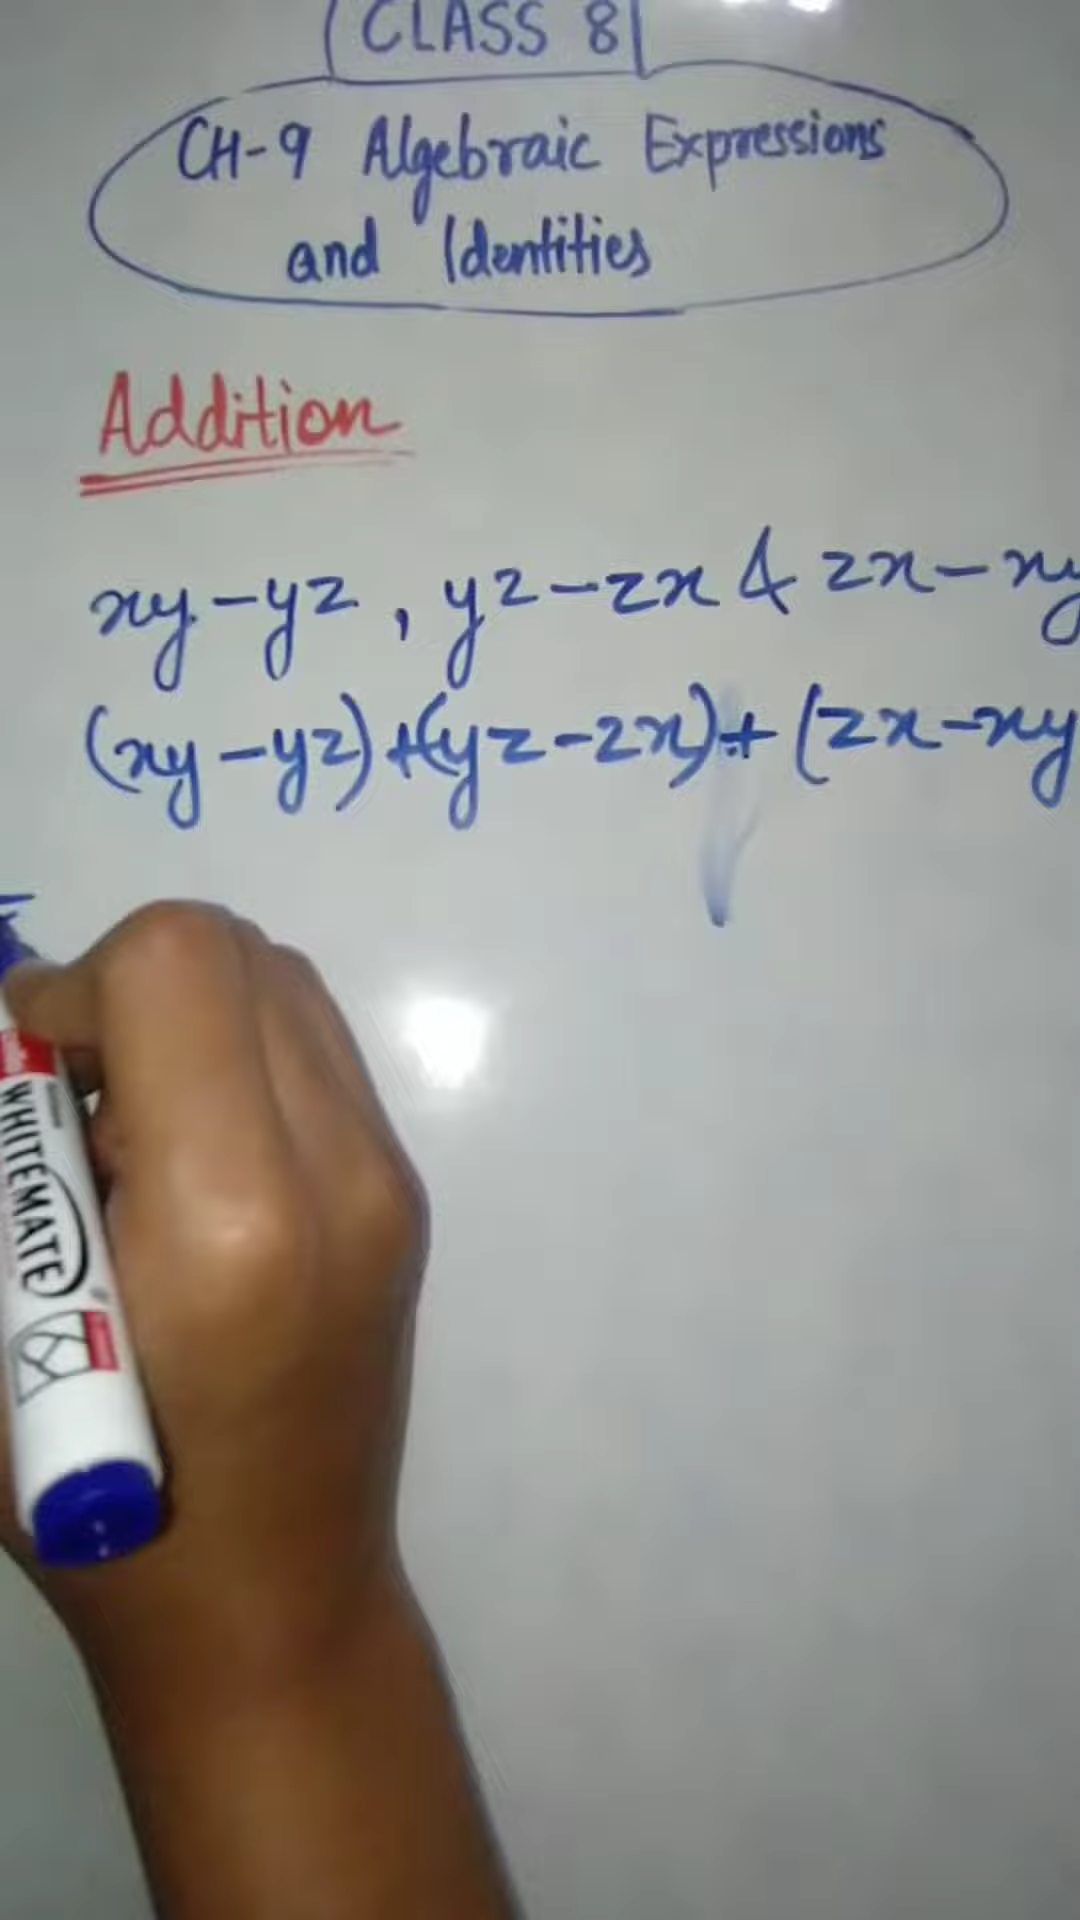 CLASS 8
CH-9 Algebraic Expressions
and Identities
Addition
xy-yz, yz-zx & zx-xy
(xy-yz)+(yz-zx)+(zx-xy
WHITEMATE